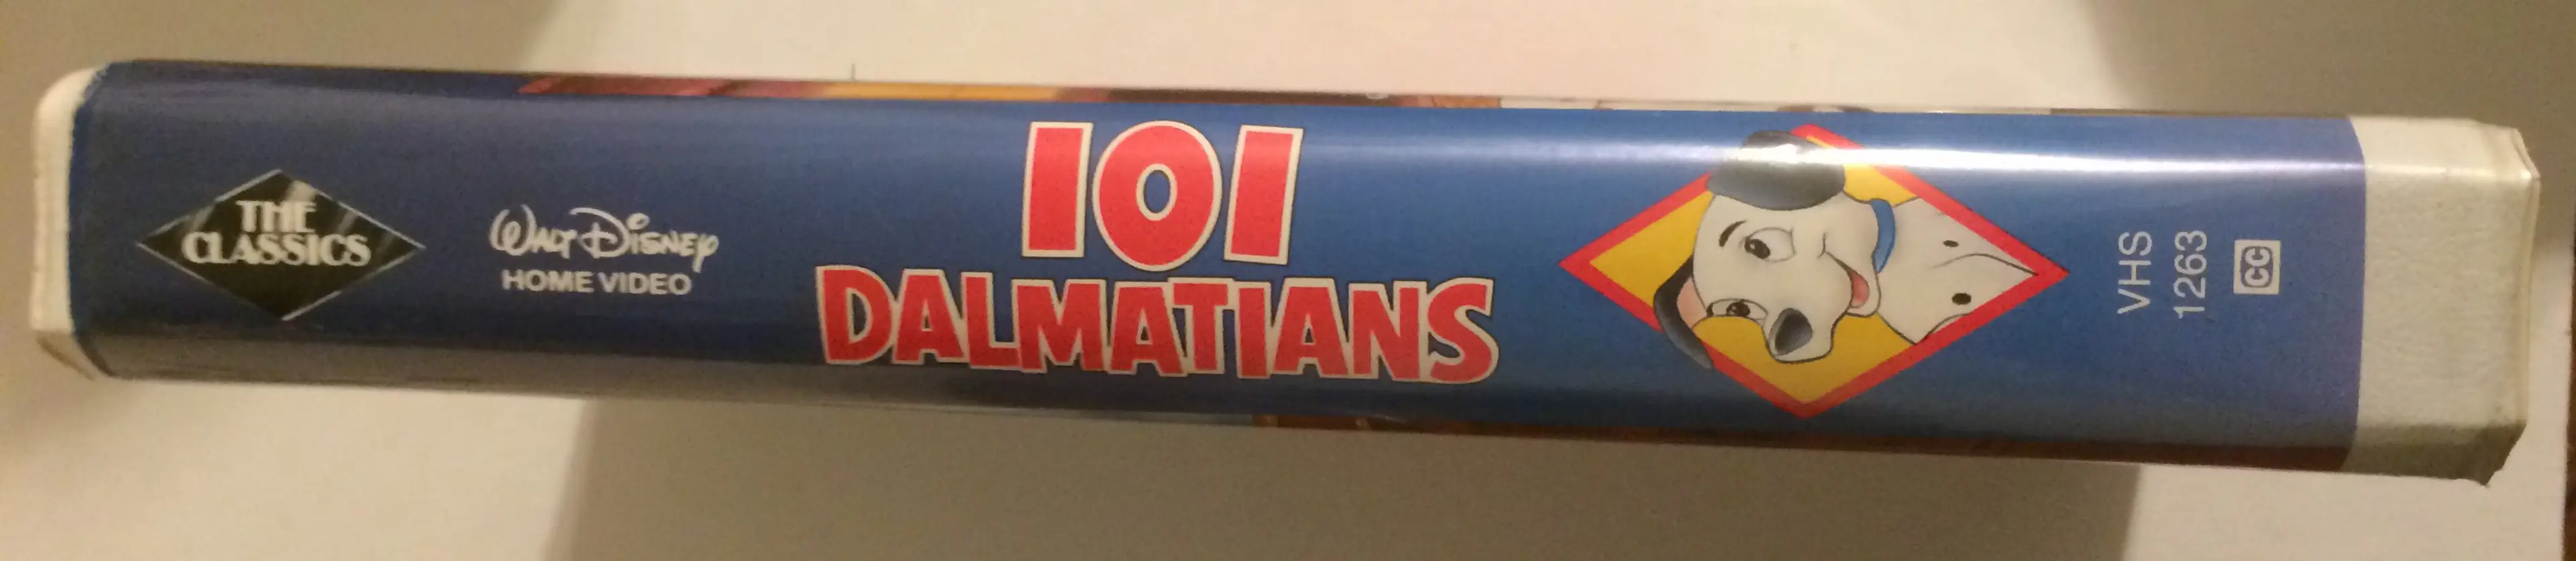 THE
CLASSICS
WALT DISNEY
HOME VIDEO
101
DALMATIANS
VHS
1263
CC